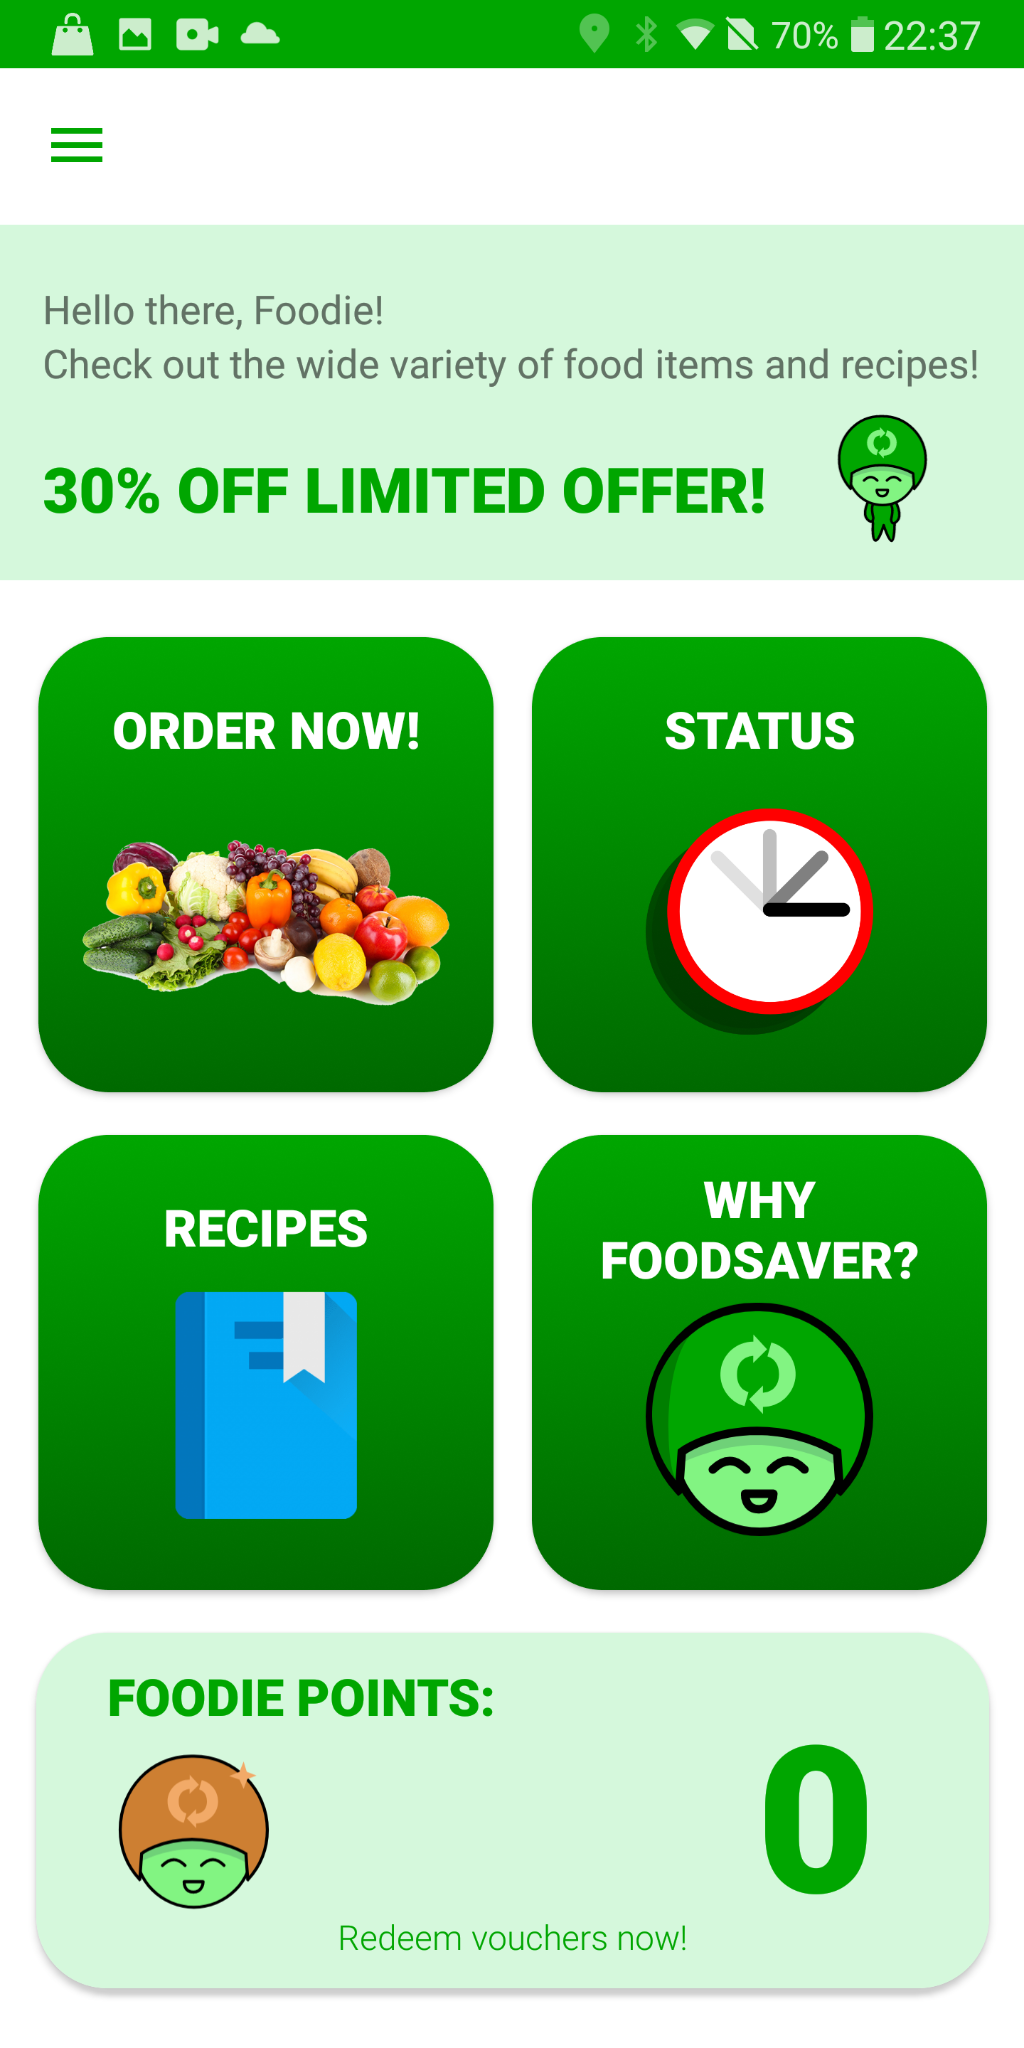 70% 22:37
Hello there, Foodie!
Check out the wide variety of food items and recipes!
30% OFF LIMITED OFFER!
ORDER NOW!
STATUS
RECIPES
WHY
FOODSAVER?
FOODIE POINTS:
0
Redeem vouchers now!